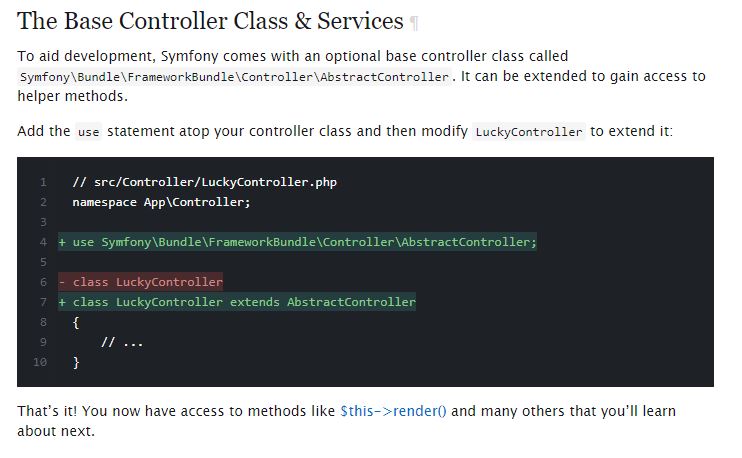 The Base Controller Class & Services ¶
To aid development, Symfony comes with an optional base controller class called
Symfony\Bundle\FrameworkBundle\Controller\AbstractController. It can be extended to gain access to
helper methods.
Add the use statement atop your controller class and then modify LuckyController to extend it:
1 // src/Controller/LuckyController.php
2 namespace App\Controller;
3
4 + use Symfony\Bundle\FrameworkBundle\Controller\AbstractController;
5
6 - class LuckyController
7 + class LuckyController extends AbstractController
8 {
9 // ...
10 }
That’s it! You now have access to methods like $this->render() and many others that you’ll learn
about next.